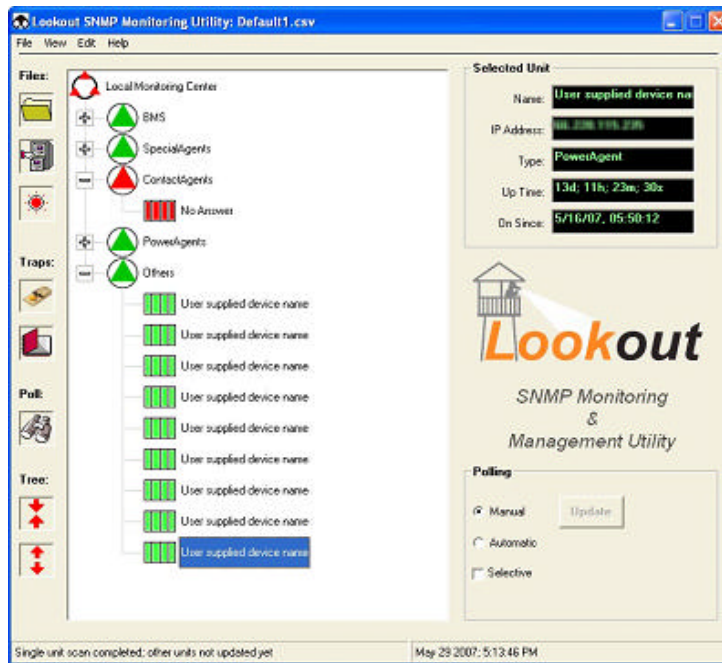 Lookout SNMP Monitoring Utility: Default1.csv
File View Edit Help
Files:
Traps:
Poll:
Tree:
Local Monitoring Center
BMS
SpecialAgents
ContactAgents
No Answer
PowerAgents
Others
User supplied device name
User supplied device name
User supplied device name
User supplied device name
User supplied device name
User supplied device name
User supplied device name
User supplied device name
User supplied device name
Selected Unit
Name: User supplied device na
IP Address:
Type: PowerAgent
Up Time: 13d; 11h; 23m; 30x
On Since: 5/16/07, 05:50:12
Lookout
SNMP Monitoring
&
Management Utility
Polling
Manual Update
Automatic
Selective
Single unit scan completed; other units not updated yet
May 29 2007; 5:13:46 PM